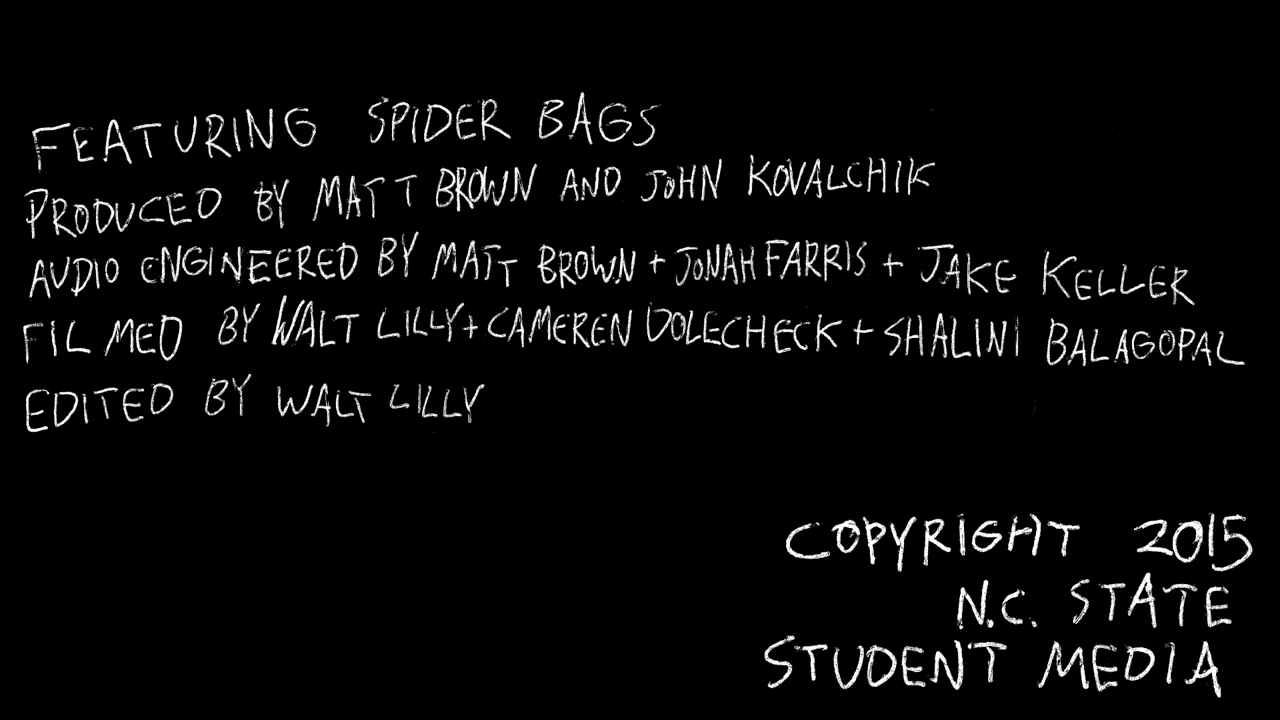 FEATURING SPIDER BAGS
PRODUCED BY MATT BROWN AND JOHN KOVALCHIK
AUDIO ENGINEERED BY MATT BROWN + JONAH FARRIS + JAKE KELLER
FILMED BY WALT LILLY + CAMEREN DOLECHECK + SHALINI BALAGOPAL
EDITED BY WALT LILLY
COPYRIGHT 2015
N.C. STATE
STUDENT MEDIA